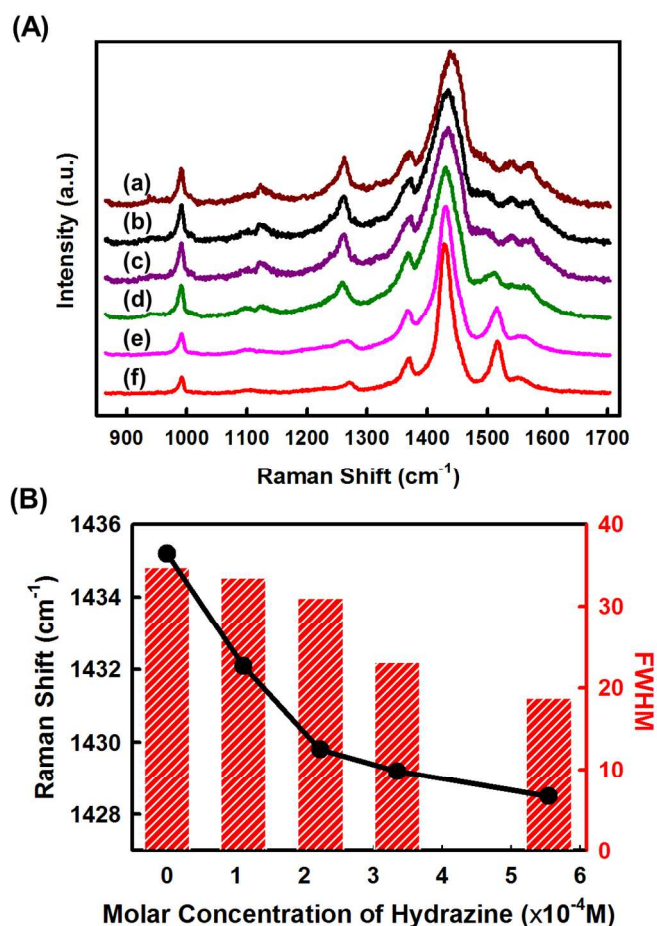 (A)
Intensity (a.u.)
(a)
(b)
(c)
(d)
(e)
(f)
900 1000 1100 1200 1300 1400 1500 1600 1700
Raman Shift (cm⁻¹)
(B)
Raman Shift (cm⁻¹)
1436
1434
1432
1430
1428
40
30
20
10
0
FWHM
0 1 2 3 4 5 6
Molar Concentration of Hydrazine (x10⁻⁴M)